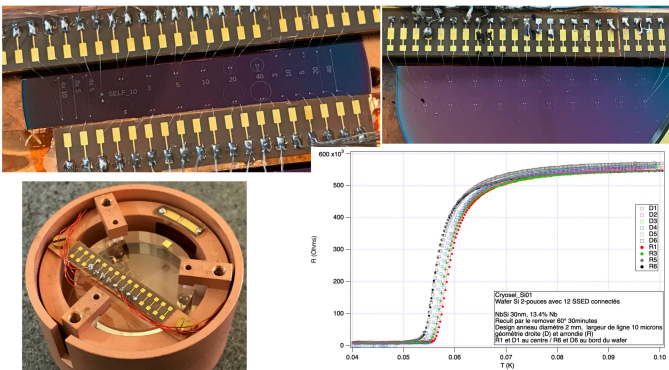 SELF_10
3
5
10
20
40
3
10
6
20
40
600 x10³
500
400
300
200
100
0
R (Ohms)
0.04
0.05
0.06
0.07
0.08
0.09
0.10
T (K)
D1
D2
D3
D4
D5
D6
R1
R3
R5
R6
Cryosel_Si01
Wafer Si 2-pouces avec 12 SSED connectés
NbSi 30nm, 13.4% Nb
Recuit par le remover 60° 30minutes
Design anneau diamètre 2 mm, largeur de ligne 10 microns
géométrie droite (D) et arrondie (R)
R1 et D1 au centre / R6 et D6 au bord du wafer